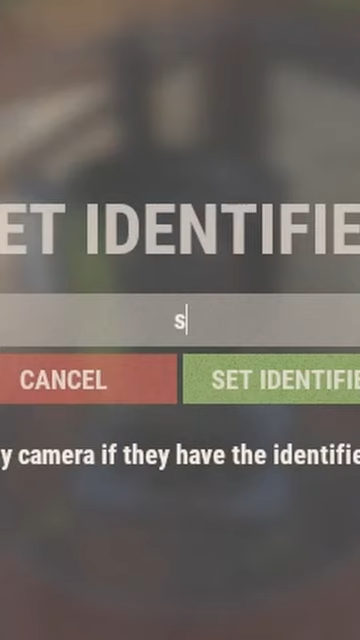 ET IDENTIFIE
s
CANCEL
SET IDENTIFIE
y camera if they have the identifie